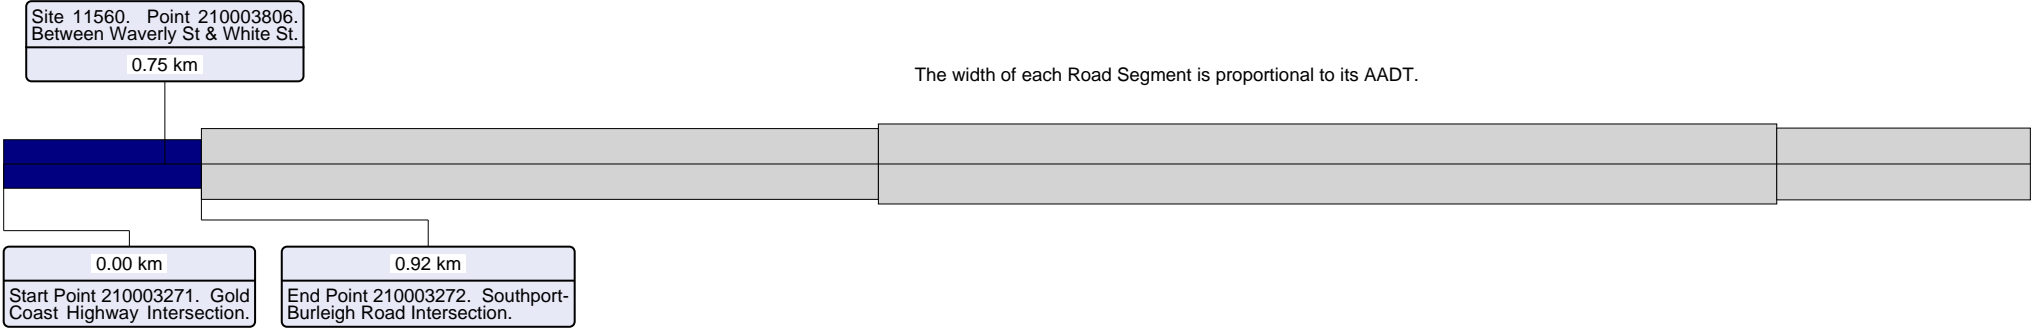 Site 11560. Point 210003806.
Between Waverly St & White St.
0.75 km
The width of each Road Segment is proportional to its AADT.
0.00 km
Start Point 210003271. Gold
Coast Highway Intersection.
0.92 km
End Point 210003272. Southport-
Burleigh Road Intersection.